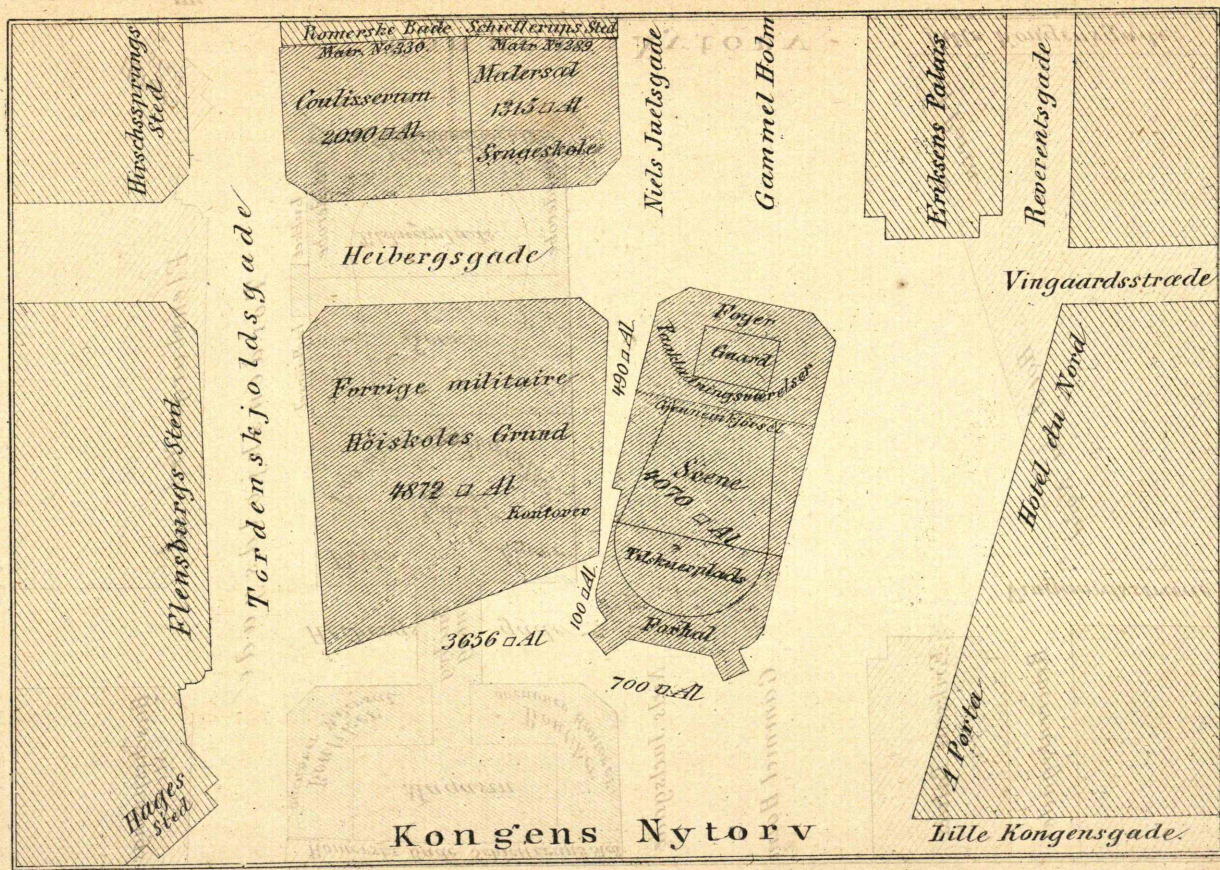 Romerske Bude Schiellerups Sted
Matr. No 330. Matr. No 289.
Hirschsprungs
Sted
Coulisserum
2090 □ Al.
Malersal
1315 □ Al
Syngeskole
Niels Juelsgade
Gammel Holm
Eriksens Palais
Reverentsgade
Heibergsgade
Vingaardsstræde
Tordenskjoldsgade
Flensburgs Sted
Forrige militaire
Höiskoles Grund
4872 □ Al
Kontorer
490 □ Al
Foyer
Gaard
Paaklædningsværelser
Gjennemkjørsel
Scene
4070 □ Al
Tilskuerplads
Forhal
100 □ Al
3656 □ Al
700 □ Al
Hotel du Nord
A Porta
Hages
Sted
Kongens Nytorv
Lille Kongensgade.